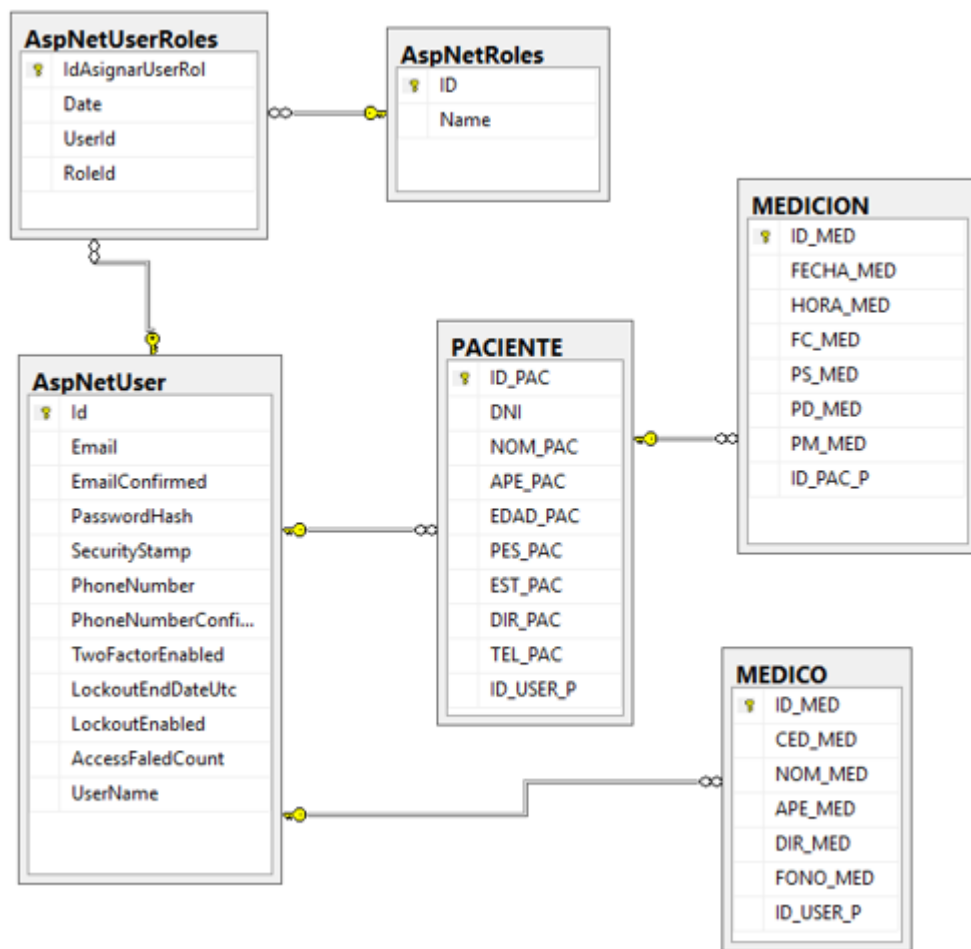 AspNetUserRoles
IdAsignarUserRol
Date
UserId
RoleId
AspNetRoles
ID
Name
MEDICION
ID_MED
FECHA_MED
HORA_MED
FC_MED
PS_MED
PD_MED
PM_MED
ID_PAC_P
PACIENTE
ID_PAC
DNI
NOM_PAC
APE_PAC
EDAD_PAC
PES_PAC
EST_PAC
DIR_PAC
TEL_PAC
ID_USER_P
AspNetUser
Id
Email
EmailConfirmed
PasswordHash
SecurityStamp
PhoneNumber
PhoneNumberConfi...
TwoFactorEnabled
LockoutEndDateUtc
LockoutEnabled
AccessFaledCount
UserName
MEDICO
ID_MED
CED_MED
NOM_MED
APE_MED
DIR_MED
FONO_MED
ID_USER_P